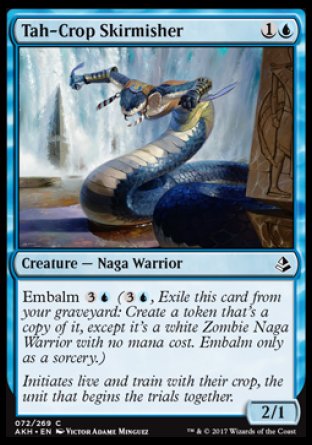 Tah-Crop Skirmisher 1
Creature — Naga Warrior
Embalm 3 (3, Exile this card from
your graveyard: Create a token that's a
copy of it, except it's a white Zombie Naga
Warrior with no mana cost. Embalm only
as a sorcery.)
Initiates live and train with their crop, the
unit that begins the trials together.
2/1
072/269 C
AKH • EN VICTOR ADAME MINGUEZ
™ & © 2017 Wizards of the Coast